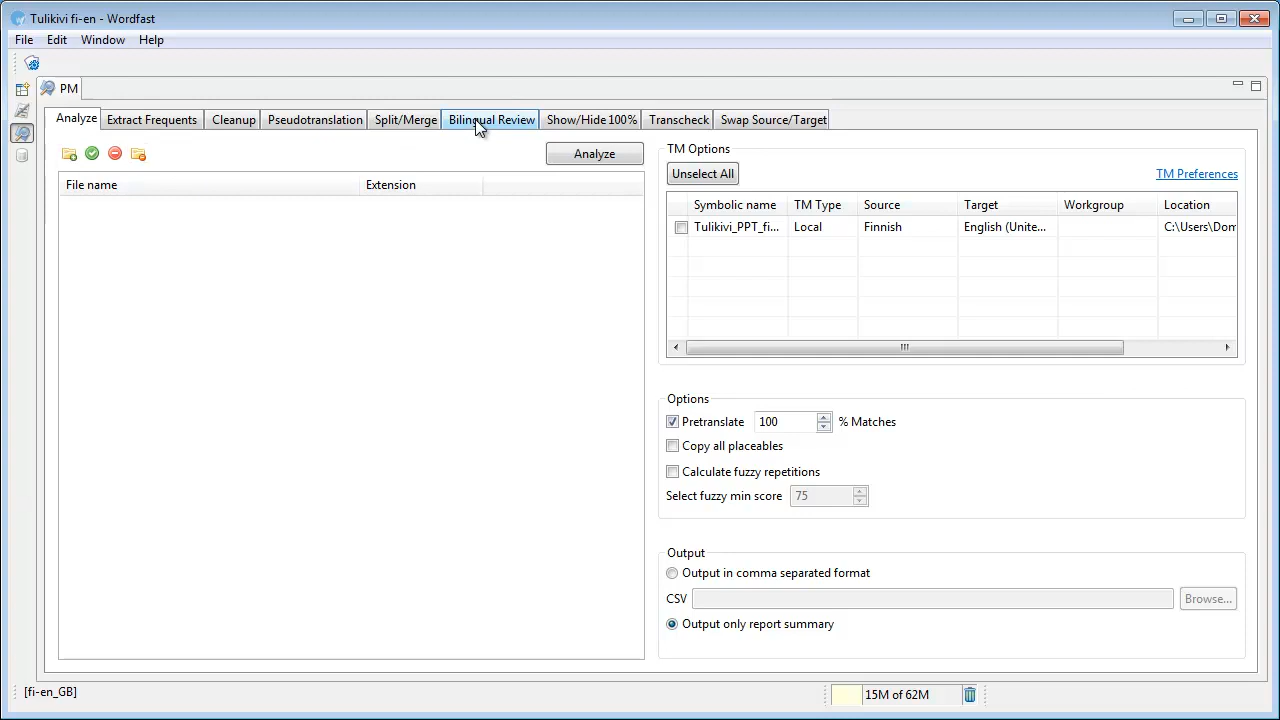 Tulikivi fi-en - Wordfast
File Edit Window Help
PM
Analyze Extract Frequents Cleanup Pseudotranslation Split/Merge Bilingual Review Show/Hide 100% Transcheck Swap Source/Target
Analyze
File name Extension
TM Options
Unselect All TM Preferences
Symbolic name TM Type Source Target Workgroup Location
Tulikivi_PPT_fi... Local Finnish English (Unite... C:\Users\Dom
Options
Pretranslate 100 % Matches
Copy all placeables
Calculate fuzzy repetitions
Select fuzzy min score 75
Output
Output in comma separated format
CSV Browse...
Output only report summary
[fi-en_GB] 15M of 62M